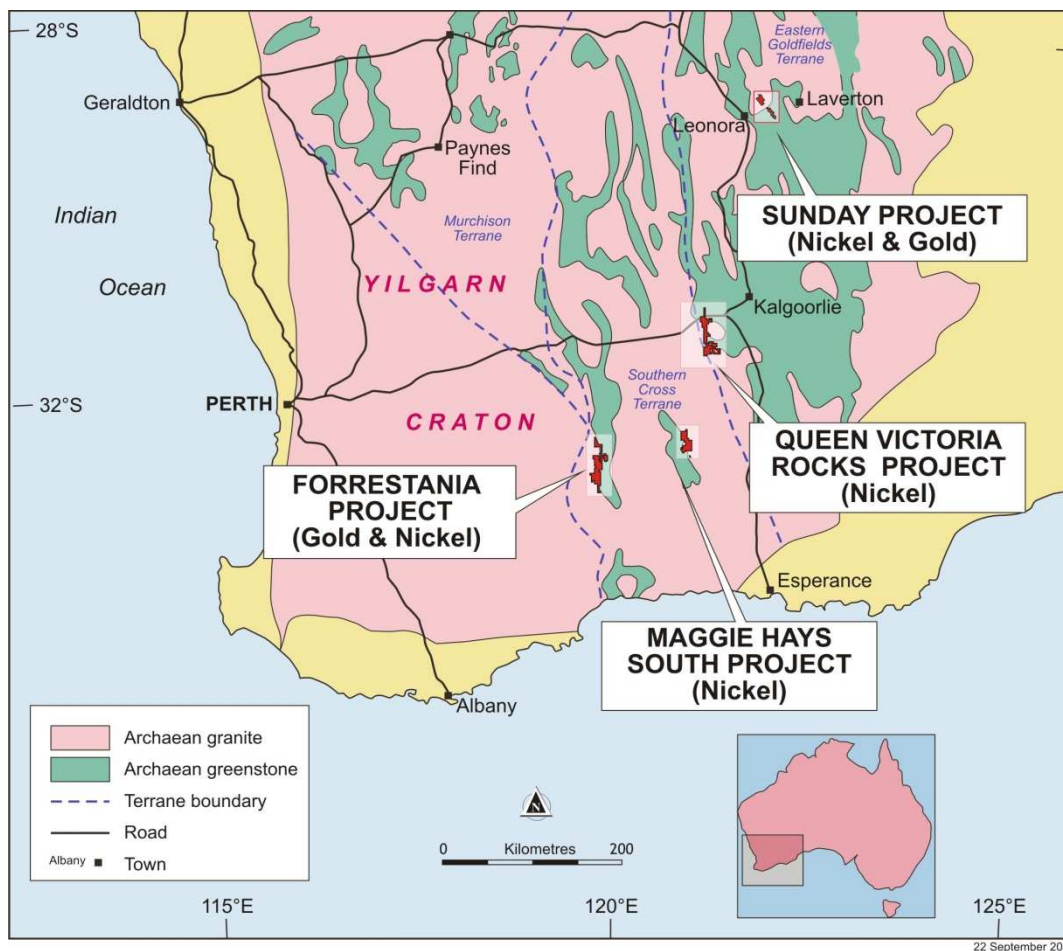 28°S
Eastern
Goldfields
Terrane
Geraldton
Laverton
Leonora
Paynes
Find
SUNDAY PROJECT
(Nickel & Gold)
Indian
Ocean
Murchison
Terrane
YILGARN
Kalgoorlie
Southern
Cross
Terrane
32°S
PERTH
CRATON
QUEEN VICTORIA
ROCKS PROJECT
(Nickel)
FORRESTANIA
PROJECT
(Gold & Nickel)
Esperance
MAGGIE HAYS
SOUTH PROJECT
(Nickel)
Albany
Archaean granite
Archaean greenstone
Terrane boundary
Road
Albany Town
N
0 Kilometres 200
115°E 120°E 125°E
22 September 20